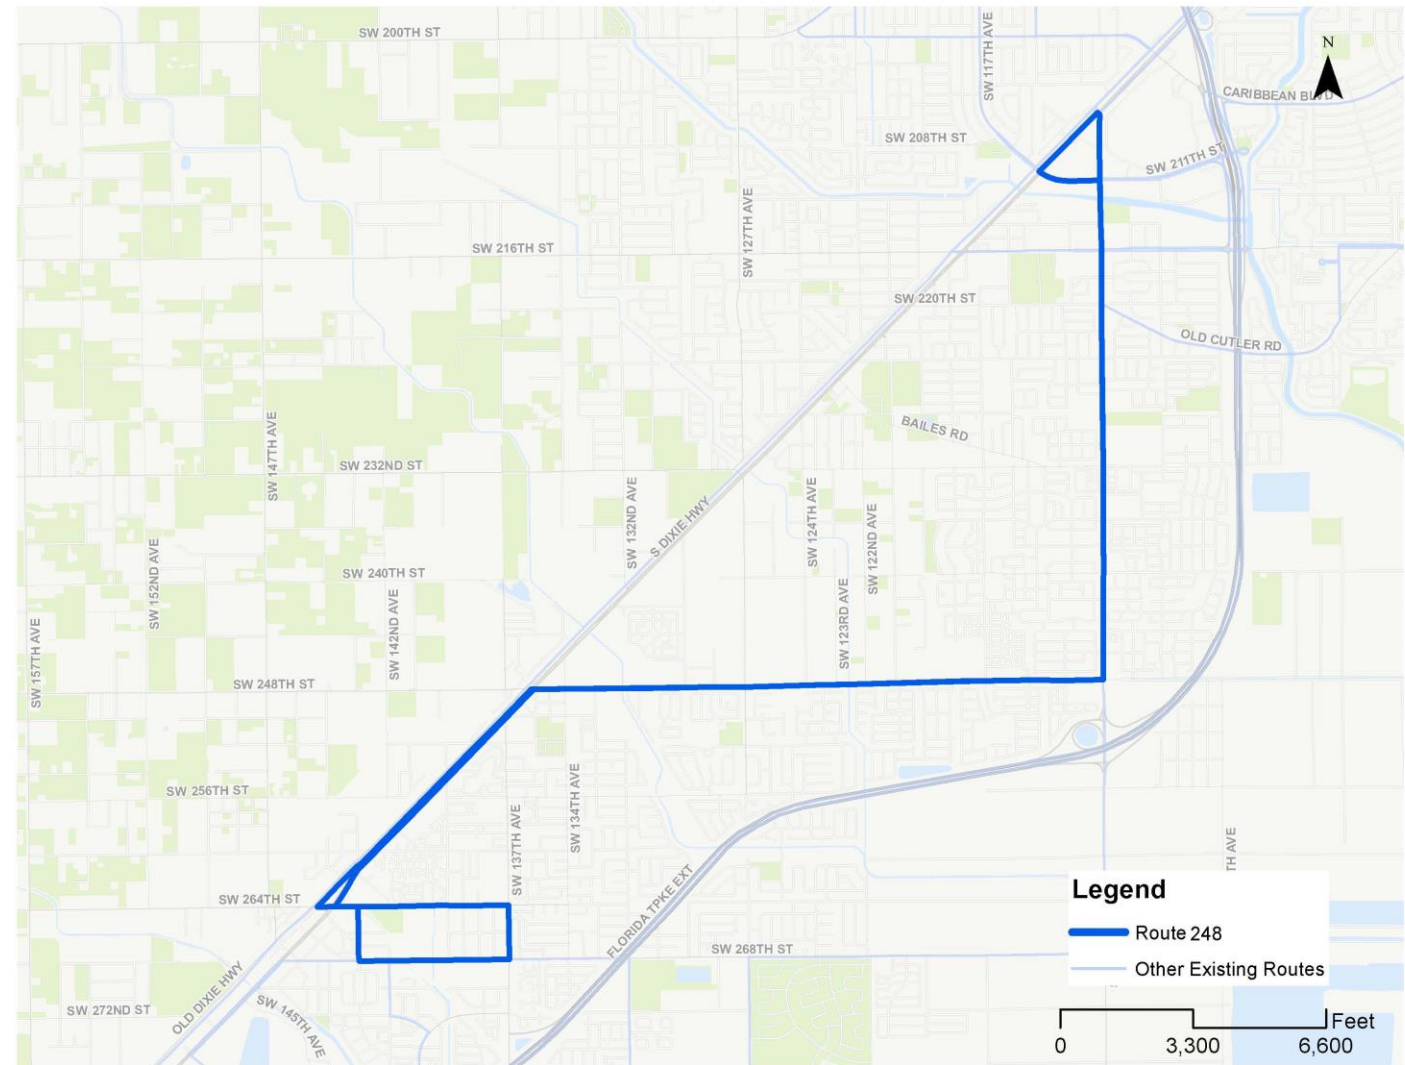 SW 200TH ST
SW 117TH AVE
N
CARIBBEAN BLVD
SW 208TH ST
SW 211TH ST
SW 127TH AVE
SW 216TH ST
SW 220TH ST
OLD CUTLER RD
SW 147TH AVE
BAILES RD
SW 232ND ST
SW 132ND AVE
S DIXIE HWY
SW 124TH AVE
SW 122ND AVE
SW 152ND AVE
SW 240TH ST
SW 142ND AVE
SW 123RD AVE
SW 157TH AVE
SW 248TH ST
SW 256TH ST
SW 134TH AVE
SW 137TH AVE
TH AVE
SW 264TH ST
FLORIDA TPKE EXT
SW 268TH ST
OLD DIXIE HWY
SW 272ND ST
SW 145TH AVE
Legend
Route 248
Other Existing Routes
Feet
0 3,300 6,600